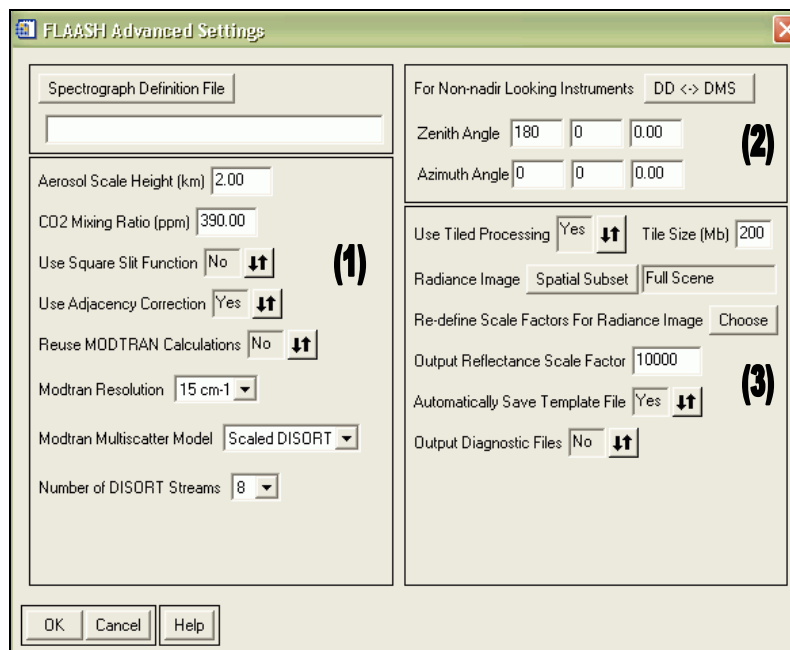 FLAASH Advanced Settings
Spectrograph Definition File
Aerosol Scale Height (km) 2.00
CO2 Mixing Ratio (ppm) 390.00
Use Square Slit Function No
(1)
Use Adjacency Correction Yes
Reuse MODTRAN Calculations No
Modtran Resolution 15 cm-1
Modtran Multiscatter Model Scaled DISORT
Number of DISORT Streams 8
For Non-nadir Looking Instruments DD <-> DMS
Zenith Angle 180 0 0.00
(2)
Azimuth Angle 0 0 0.00
Use Tiled Processing Yes Tile Size (Mb) 200
Radiance Image Spatial Subset Full Scene
Re-define Scale Factors For Radiance Image Choose
Output Reflectance Scale Factor 10000
(3)
Automatically Save Template File Yes
Output Diagnostic Files No
OK Cancel Help